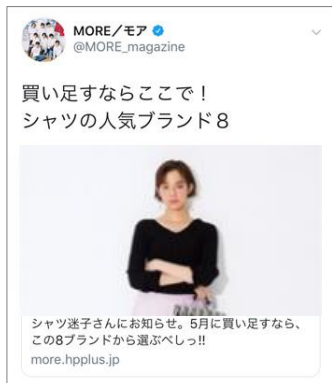 MORE／モア
@MORE_magazine
買い足すならここで！
シャツの人気ブランド８
シャツ迷子さんにお知らせ。5月に買い足すなら、
この8ブランドから選ぶべしっ!!
more.hpplus.jp